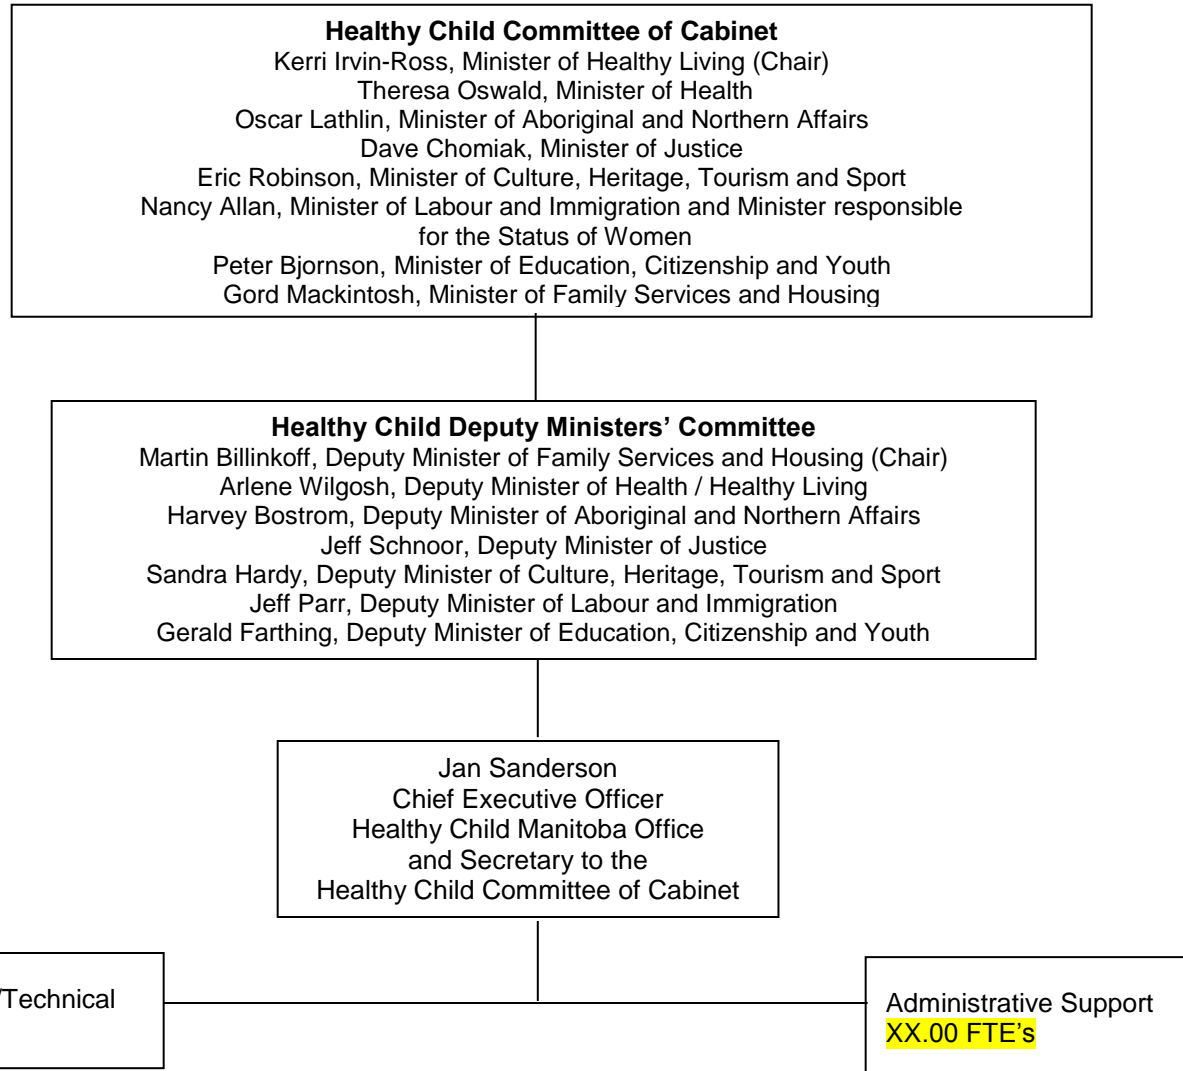 Healthy Child Committee of Cabinet
Kerri Irvin-Ross, Minister of Healthy Living (Chair)
Theresa Oswald, Minister of Health
Oscar Lathlin, Minister of Aboriginal and Northern Affairs
Dave Chomiak, Minister of Justice
Eric Robinson, Minister of Culture, Heritage, Tourism and Sport
Nancy Allan, Minister of Labour and Immigration and Minister responsible
for the Status of Women
Peter Bjornson, Minister of Education, Citizenship and Youth
Gord Mackintosh, Minister of Family Services and Housing
Healthy Child Deputy Ministers’ Committee
Martin Billinkoff, Deputy Minister of Family Services and Housing (Chair)
Arlene Wilgosh, Deputy Minister of Health / Healthy Living
Harvey Bostrom, Deputy Minister of Aboriginal and Northern Affairs
Jeff Schnoor, Deputy Minister of Justice
Sandra Hardy, Deputy Minister of Culture, Heritage, Tourism and Sport
Jeff Parr, Deputy Minister of Labour and Immigration
Gerald Farthing, Deputy Minister of Education, Citizenship and Youth
Jan Sanderson
Chief Executive Officer
Healthy Child Manitoba Office
and Secretary to the
Healthy Child Committee of Cabinet
/Technical
Administrative Support
XX.00 FTE’s